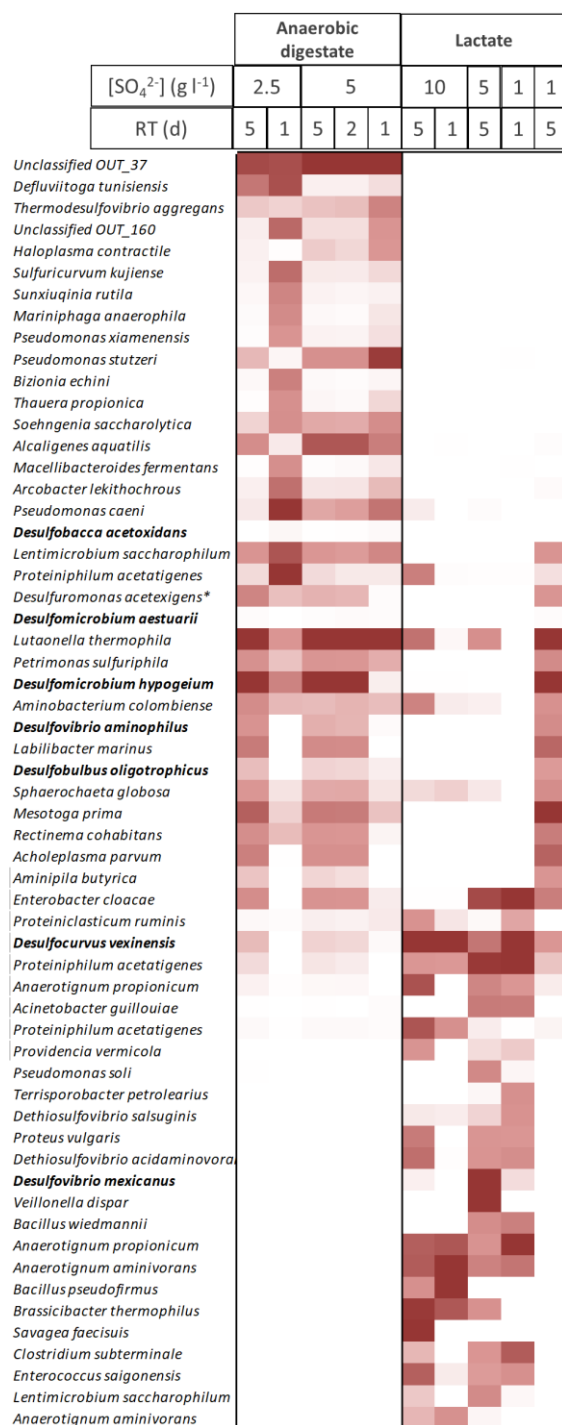 Anaerobic
digestate
Lactate
[SO₄²⁻] (g l⁻¹) 2.5 5 10 5 1 1
RT (d) 5 1 5 2 1 5 1 5 1 5
Unclassified OUT_37
Defluviitoga tunisiensis
Thermodesulfovibrio aggregans
Unclassified OUT_160
Haloplasma contractile
Sulfuricurvum kujiense
Sunxiuqinia rutila
Mariniphaga anaerophila
Pseudomonas xiamenensis
Pseudomonas stutzeri
Bizionia echini
Thauera propionica
Soehngenia saccharolytica
Alcaligenes aquatilis
Macellibacteroides fermentans
Arcobacter lekithochrous
Pseudomonas caeni
Desulfobacca acetoxidans
Lentimicrobium saccharophilum
Proteiniphilum acetatigenes
Desulfuromonas acetexigens*
Desulfomicrobium aestuarii
Lutaonella thermophila
Petrimonas sulfuriphila
Desulfomicrobium hypogeium
Aminobacterium colombiense
Desulfovibrio aminophilus
Labilibacter marinus
Desulfobulbus oligotrophicus
Sphaerochaeta globosa
Mesotoga prima
Rectinema cohabitans
Acholeplasma parvum
Aminipila butyrica
Enterobacter cloacae
Proteiniclasticum ruminis
Desulfocurvus vexinensis
Proteiniphilum acetatigenes
Anaerotignum propionicum
Acinetobacter guillouiae
Proteiniphilum acetatigenes
Providencia vermicola
Pseudomonas soli
Terrisporobacter petrolearius
Dethiosulfovibrio salsuginis
Proteus vulgaris
Dethiosulfovibrio acidaminovora
Desulfovibrio mexicanus
Veillonella dispar
Bacillus wiedmannii
Anaerotignum propionicum
Anaerotignum aminivorans
Bacillus pseudofirmus
Brassicibacter thermophilus
Savagea faecisuis
Clostridium subterminale
Enterococcus saigonensis
Lentimicrobium saccharophilum
Anaerotignum aminivorans